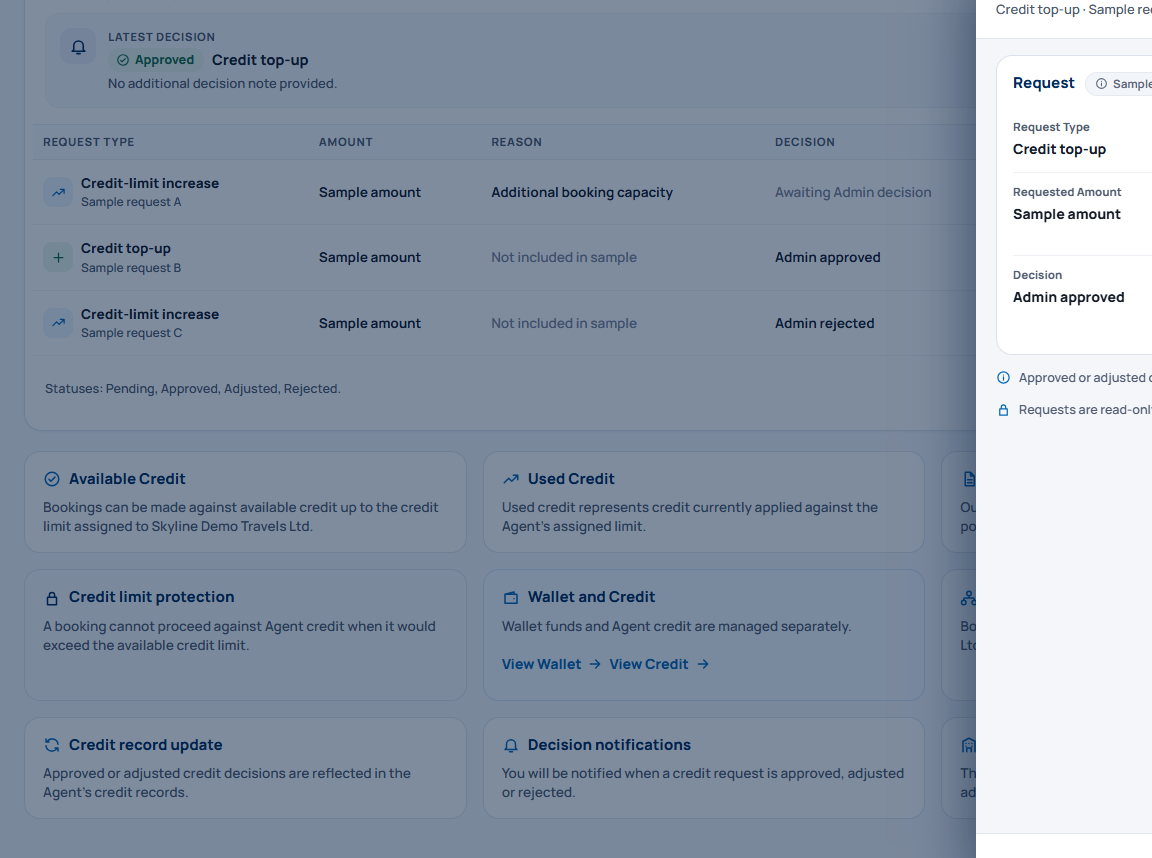 LATEST DECISION
Approved Credit top-up
No additional decision note provided.
REQUEST TYPE AMOUNT REASON DECISION
Credit-limit increase
Sample request A
Sample amount Additional booking capacity Awaiting Admin decision
Credit top-up
Sample request B
Sample amount Not included in sample Admin approved
Credit-limit increase
Sample request C
Sample amount Not included in sample Admin rejected
Statuses: Pending, Approved, Adjusted, Rejected.
Available Credit
Bookings can be made against available credit up to the credit
limit assigned to Skyline Demo Travels Ltd.
Used Credit
Used credit represents credit currently applied against the
Agent's assigned limit.
Credit limit protection
A booking cannot proceed against Agent credit when it would
exceed the available credit limit.
Wallet and Credit
Wallet funds and Agent credit are managed separately.
View Wallet → View Credit →
Credit record update
Approved or adjusted credit decisions are reflected in the
Agent's credit records.
Decision notifications
You will be notified when a credit request is approved, adjusted
or rejected.
Credit top-up · Sample
Request Sample
Request Type
Credit top-up
Requested Amount
Sample amount
Decision
Admin approved
Approved or adjusted
Requests are